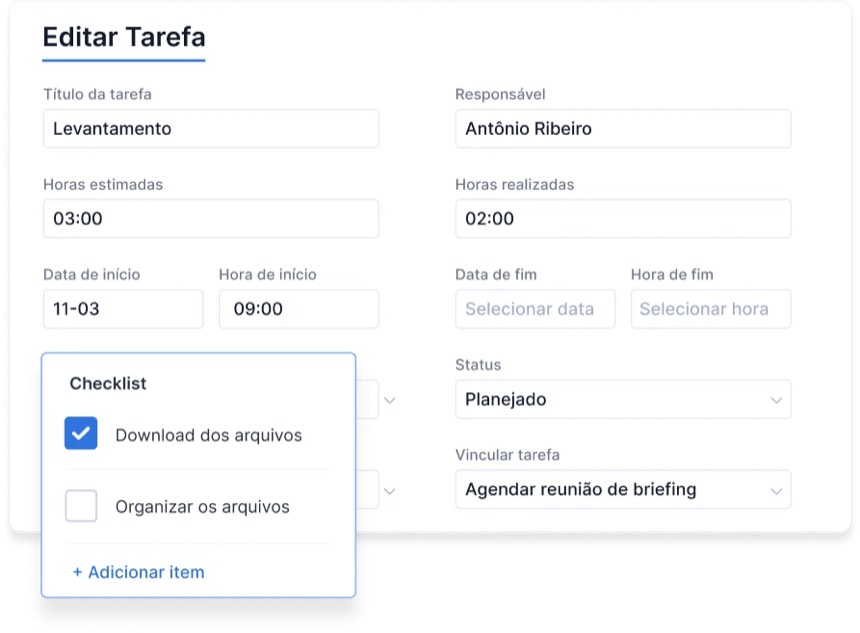 Editar Tarefa
Título da tarefa
Levantamento
Responsável
Antônio Ribeiro
Horas estimadas
03:00
Horas realizadas
02:00
Data de início
11-03
Hora de início
09:00
Data de fim
Selecionar data
Hora de fim
Selecionar hora
Checklist
Download dos arquivos
Organizar os arquivos
+ Adicionar item
Status
Planejado
Vincular tarefa
Agendar reunião de briefing